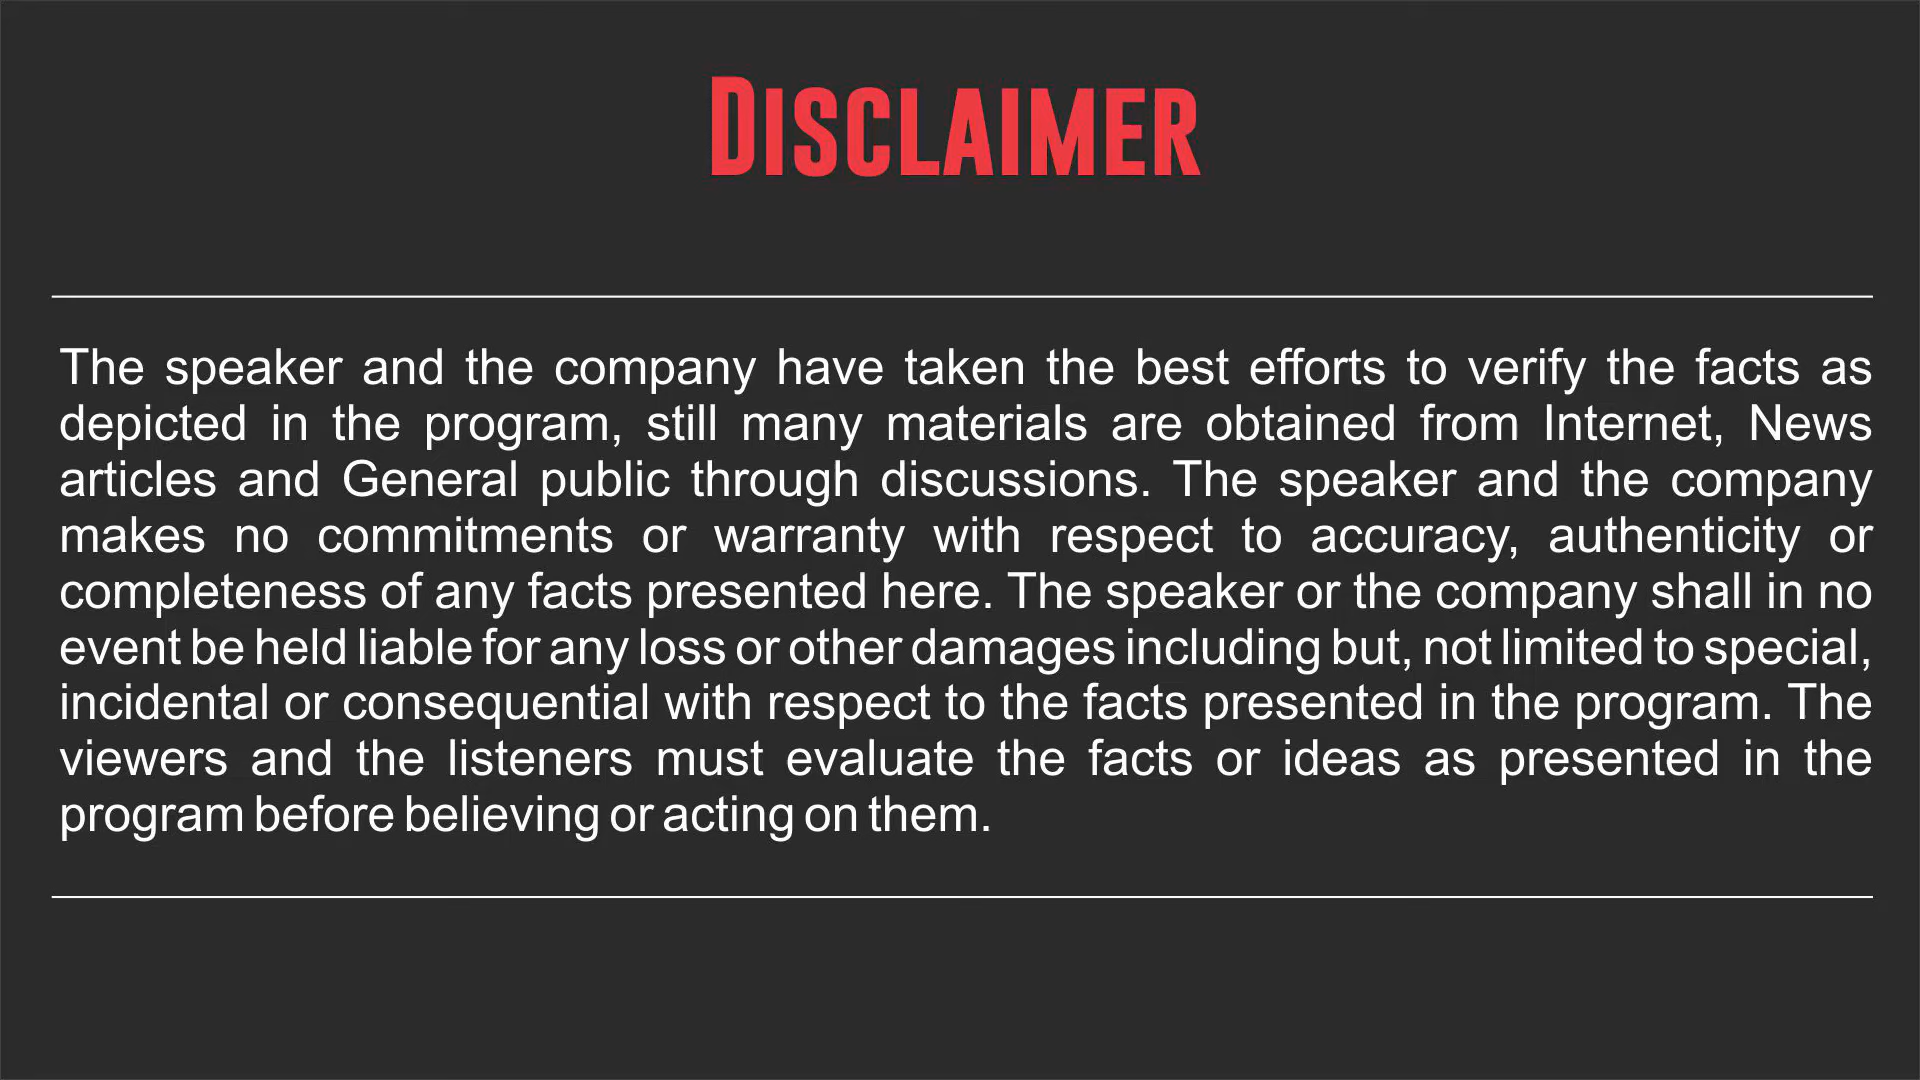 DISCLAIMER
The speaker and the company have taken the best efforts to verify the facts as
depicted in the program, still many materials are obtained from Internet, News
articles and General public through discussions. The speaker and the company
makes no commitments or warranty with respect to accuracy, authenticity or
completeness of any facts presented here. The speaker or the company shall in no
event be held liable for any loss or other damages including but, not limited to special,
incidental or consequential with respect to the facts presented in the program. The
viewers and the listeners must evaluate the facts or ideas as presented in the
program before believing or acting on them.